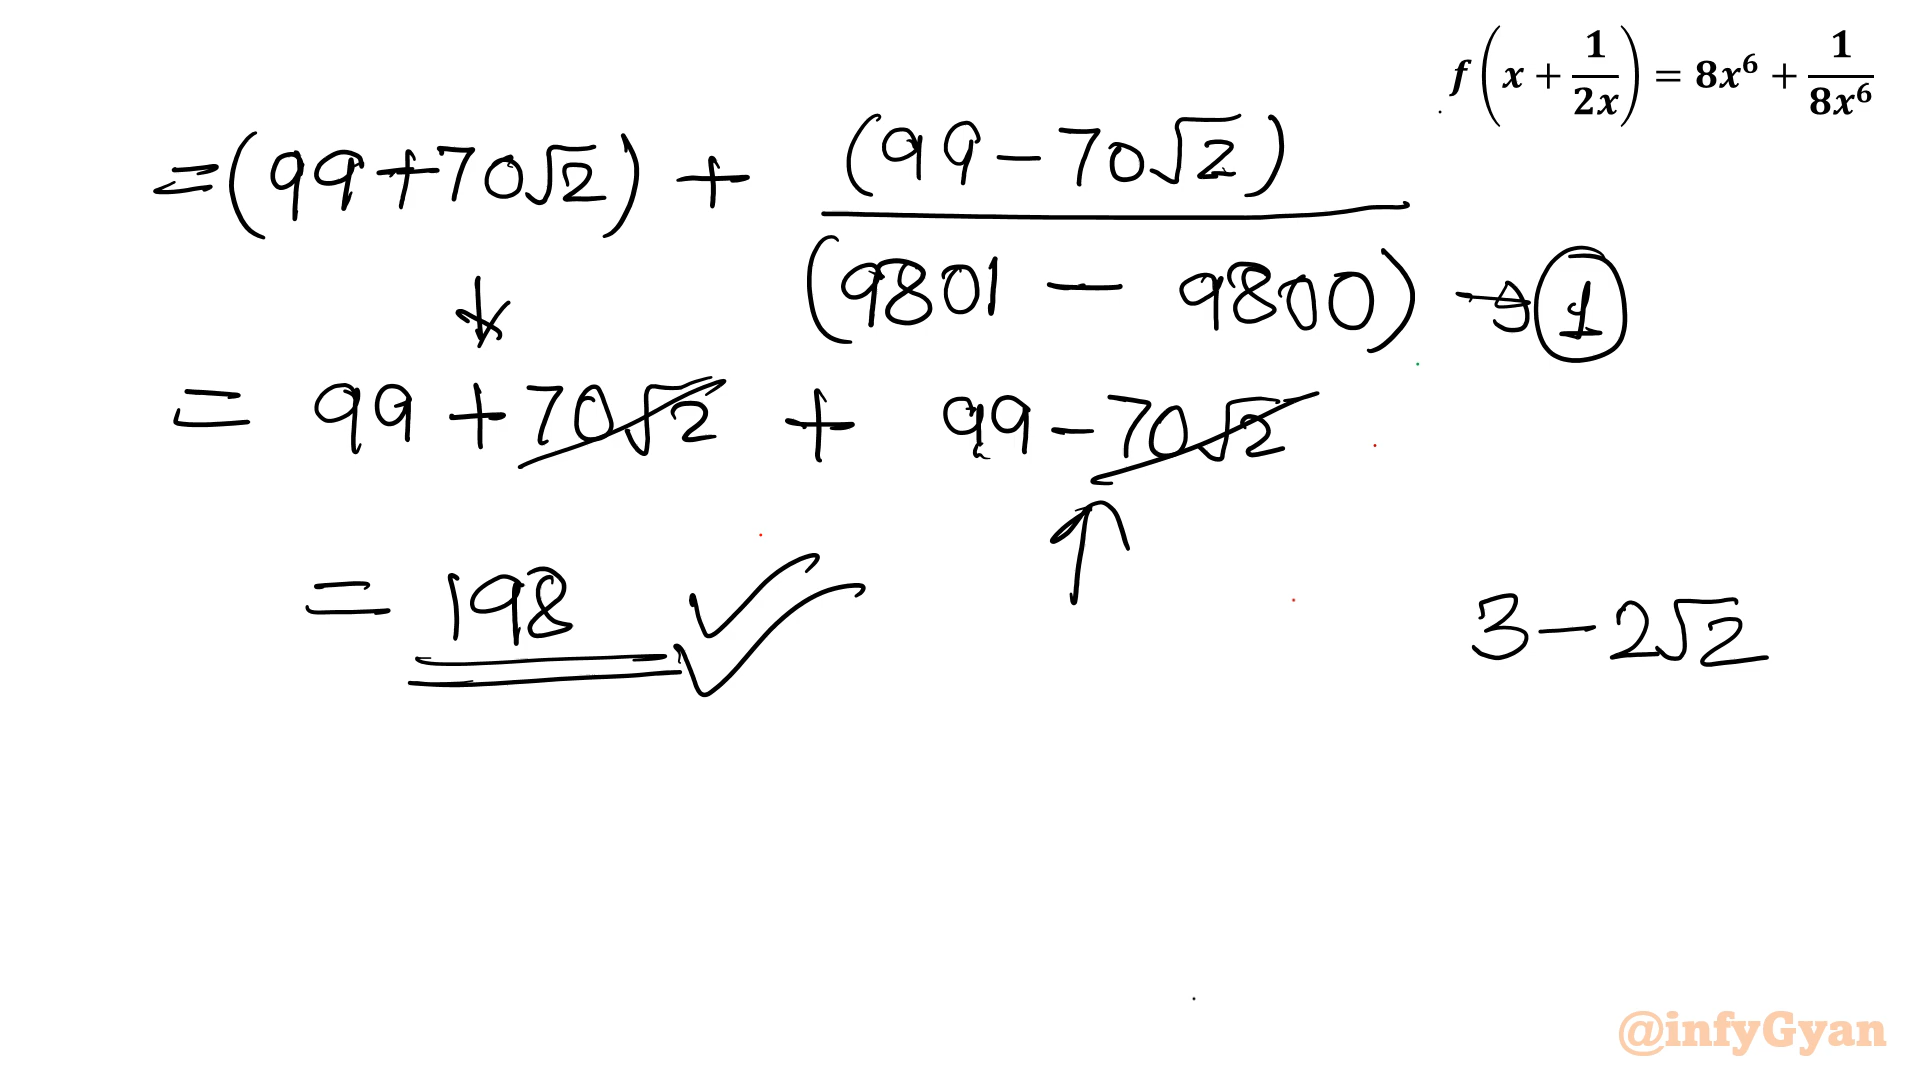 f(x + 1/(2x)) = 8x⁶ + 1/(8x⁶)
= (99 + 70√2) + (99 - 70√2)/(9801 - 9800) → 1
= 99 + 70√2 + 99 - 70√2
= 198
3 - 2√2
@infyGyan